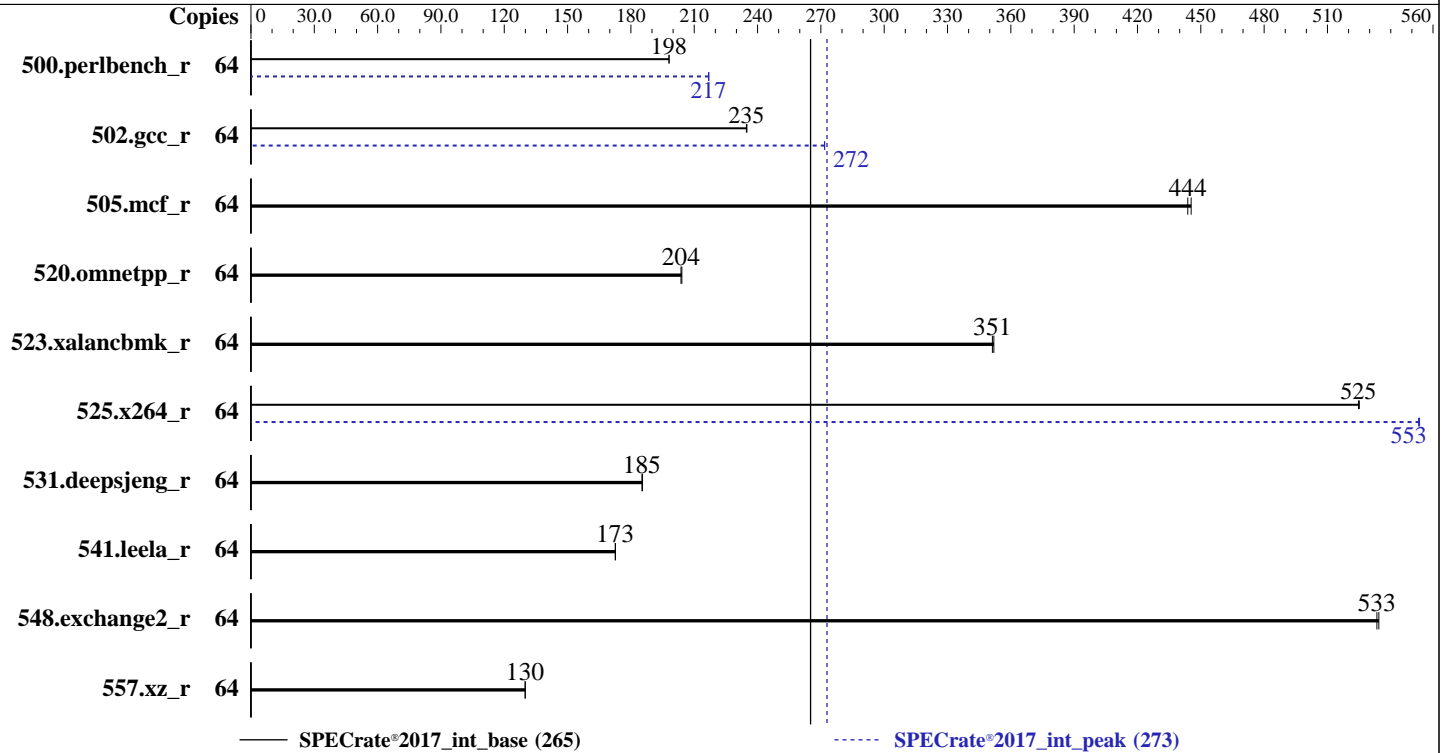 Copies 0 30.0 60.0 90.0 120 150 180 210 240 270 300 330 360 390 420 450 480 510 560
500.perlbench_r 64 198
217
502.gcc_r 64 235
272
505.mcf_r 64 444
520.omnetpp_r 64 204
523.xalancbmk_r 64 351
525.x264_r 64 525
553
531.deepsjeng_r 64 185
541.leela_r 64 173
548.exchange2_r 64 533
557.xz_r 64 130
SPECrate®2017_int_base (265) SPECrate®2017_int_peak (273)